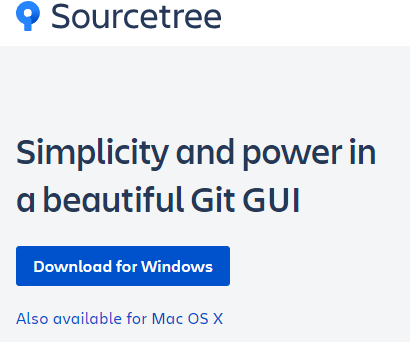 Sourcetree
Simplicity and power in
a beautiful Git GUI
Download for Windows
Also available for Mac OS X